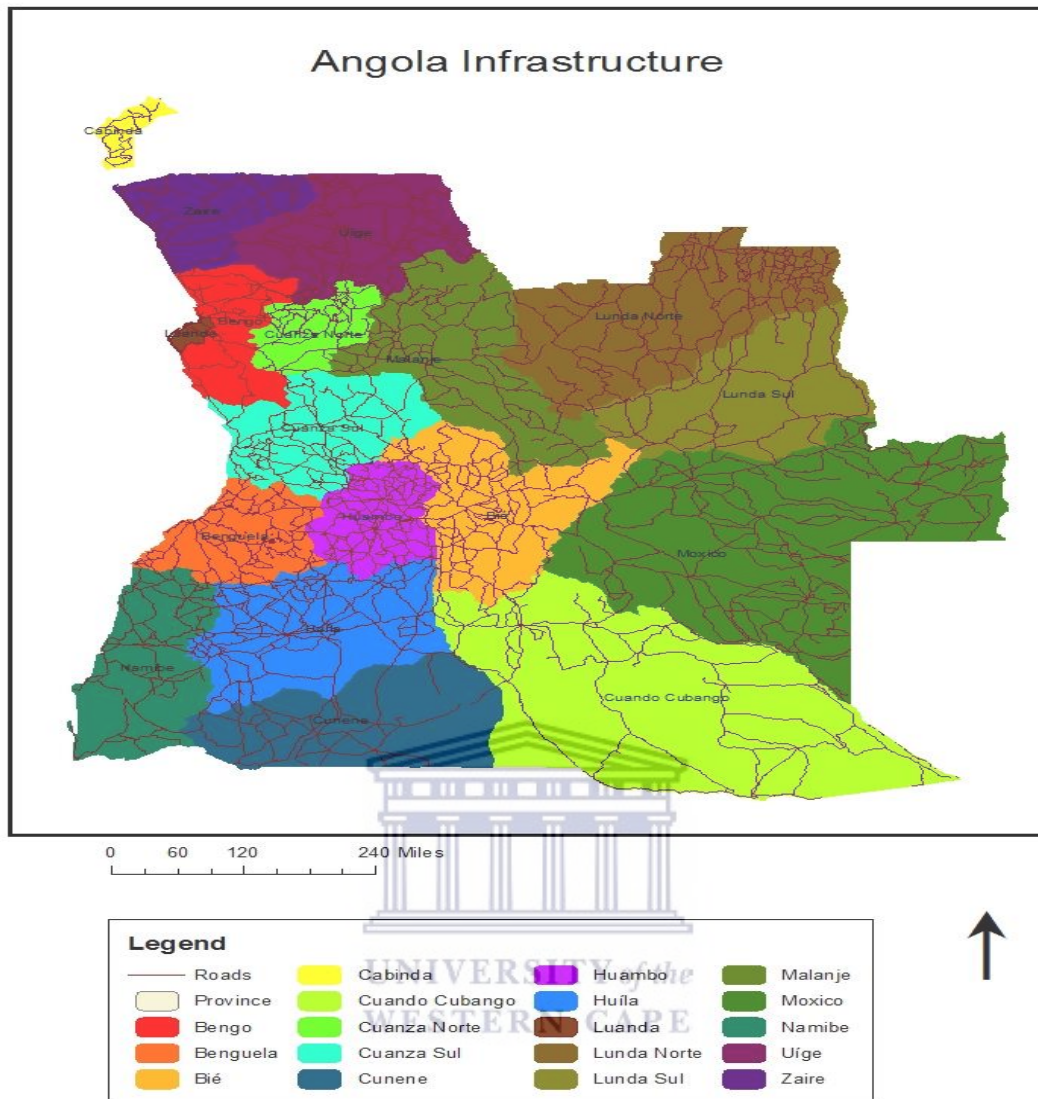 Angola Infrastructure
Cabinda
Zaire
Uíge
Lunda Norte
Bengo
Luanda
Cuanza Norte
Malanje
Lunda Sul
Cuanza Sul
Huambo
Bié
Benguela
Moxico
Huíla
Namibe
Cuando Cubango
Cunene
0 60 120 240 Miles
Legend
Roads
Province
Bengo
Benguela
Bié
Cabinda
Cuando Cubango
Cuanza Norte
Cuanza Sul
Cunene
Huambo
Huíla
Luanda
Lunda Norte
Lunda Sul
Malanje
Moxico
Namibe
Uíge
Zaire
UNIVERSITY of the
WESTERN CAPE